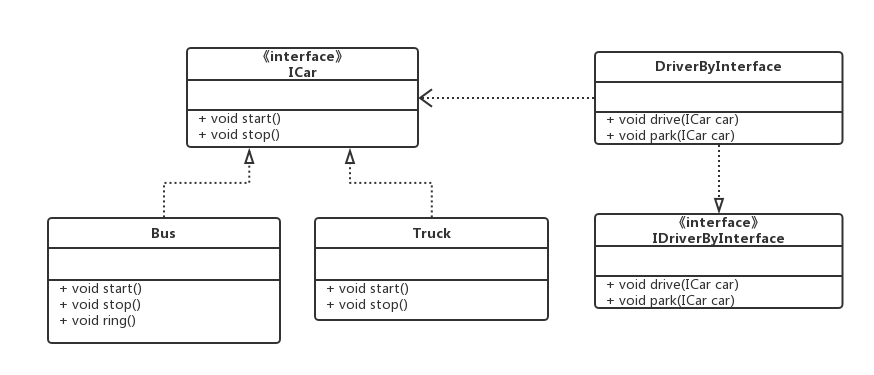 《interface》
ICar
+ void start()
+ void stop()
DriverByInterface
+ void drive(ICar car)
+ void park(ICar car)
Bus
+ void start()
+ void stop()
+ void ring()
Truck
+ void start()
+ void stop()
《interface》
IDriverByInterface
+ void drive(ICar car)
+ void park(ICar car)